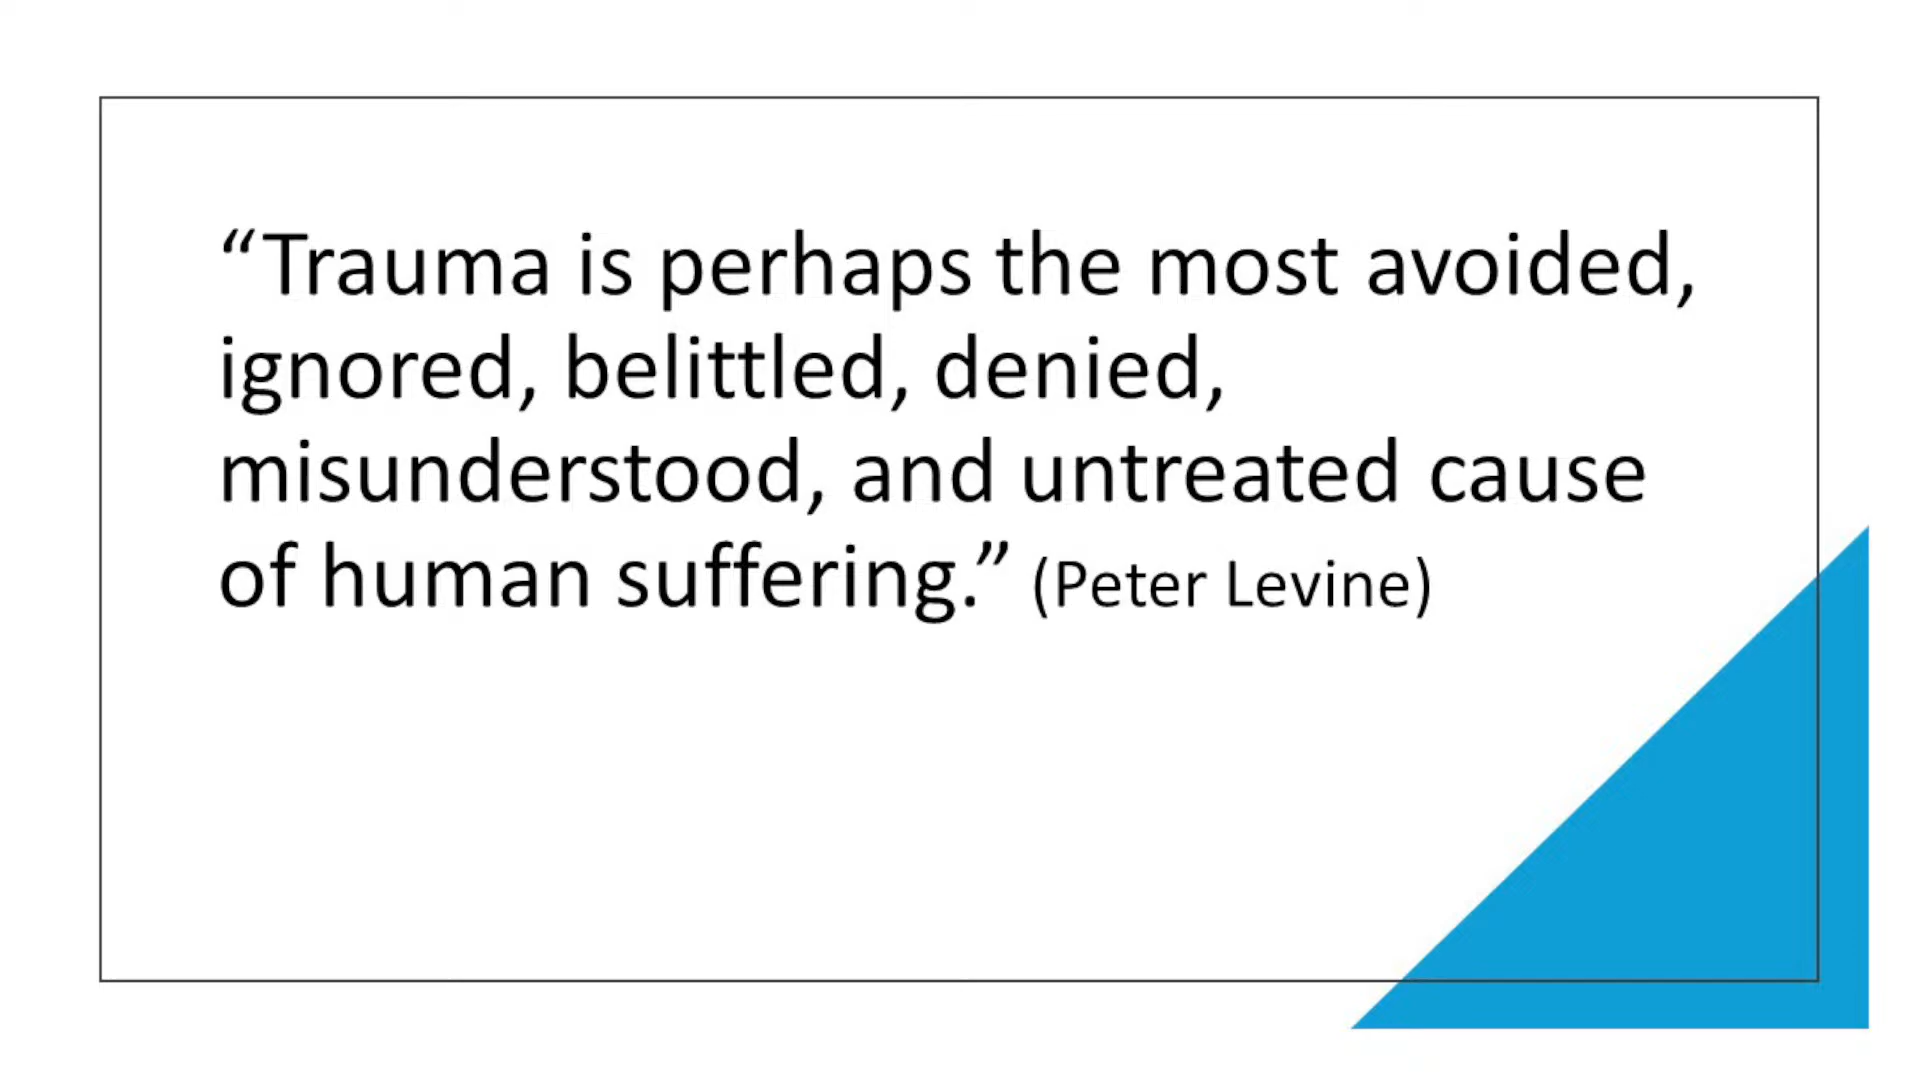 “Trauma is perhaps the most avoided,
ignored, belittled, denied,
misunderstood, and untreated cause
of human suffering.” (Peter Levine)